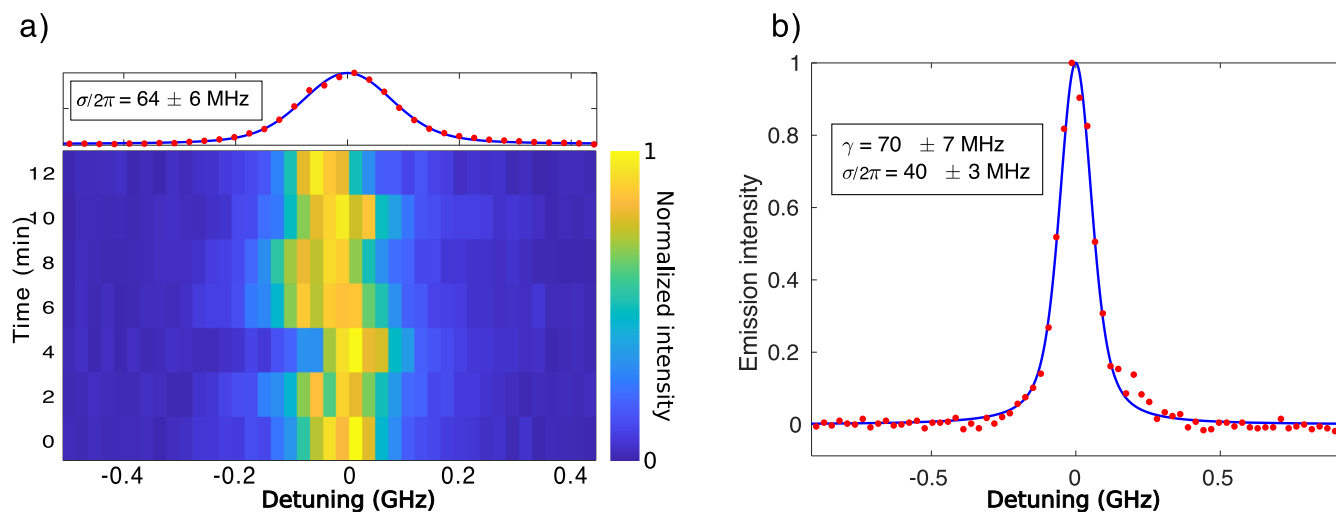 a)
σ/2π = 64 ± 6 MHz
12
10
8
6
4
2
0
Time (min)
-0.4
-0.2
0
0.2
0.4
Detuning (GHz)
1
0
Normalized intensity
b)
γ = 70 ± 7 MHz
σ/2π = 40 ± 3 MHz
1
0.8
0.6
0.4
0.2
0
Emission intensity
-0.5
0
0.5
Detuning (GHz)